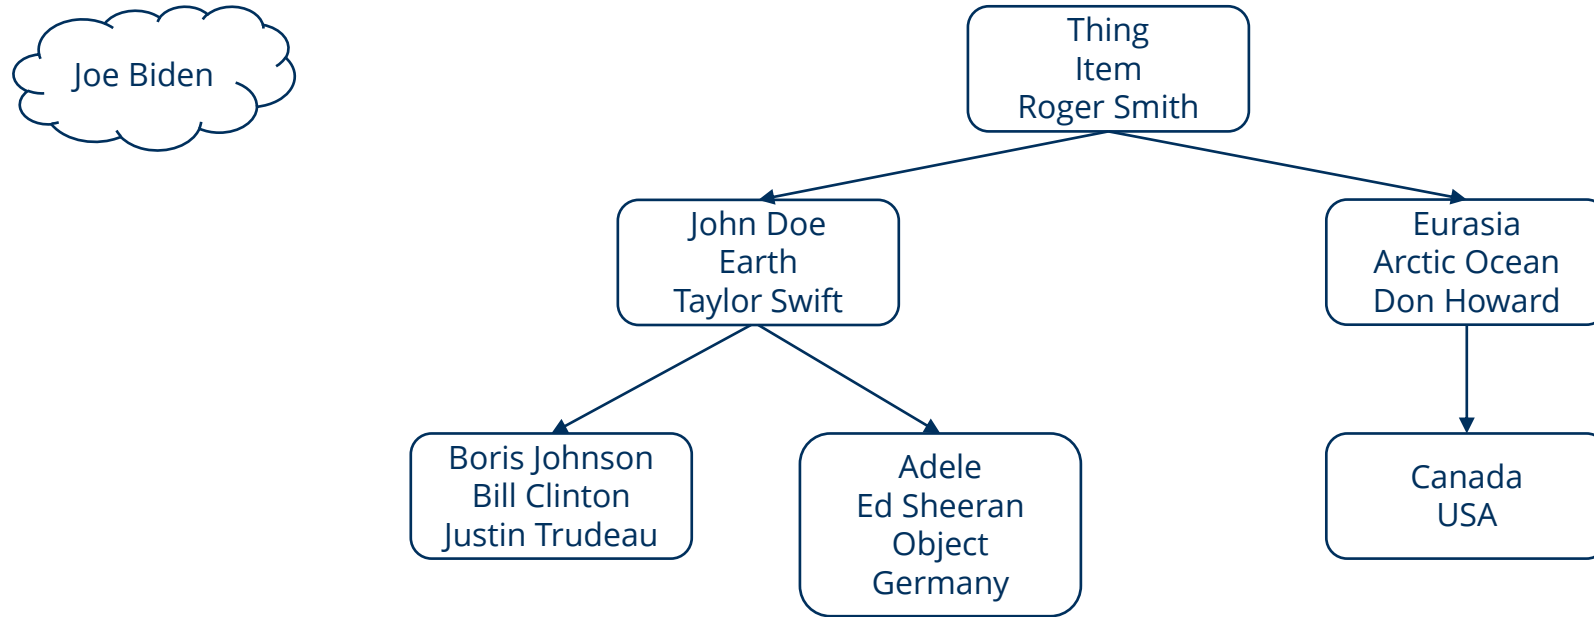 Joe Biden
Thing
Item
Roger Smith
John Doe
Earth
Taylor Swift
Eurasia
Arctic Ocean
Don Howard
Boris Johnson
Bill Clinton
Justin Trudeau
Adele
Ed Sheeran
Object
Germany
Canada
USA